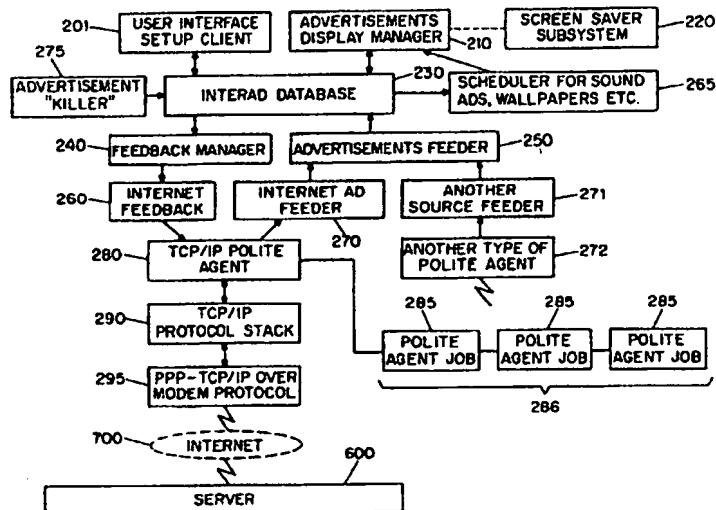 201
USER INTERFACE
SETUP CLIENT
ADVERTISEMENTS
DISPLAY MANAGER
210
SCREEN SAVER
SUBSYSTEM
220
275
ADVERTISEMENT
"KILLER"
230
INTERAD DATABASE
SCHEDULER FOR SOUND
ADS, WALLPAPERS ETC.
265
240
FEEDBACK MANAGER
ADVERTISEMENTS FEEDER
250
260
INTERNET
FEEDBACK
INTERNET AD
FEEDER
270
ANOTHER
SOURCE FEEDER
271
280
TCP/IP POLITE
AGENT
ANOTHER TYPE OF
POLITE AGENT
272
290
TCP/IP
PROTOCOL STACK
285
285
285
POLITE
AGENT JOB
POLITE
AGENT JOB
POLITE
AGENT JOB
286
295
PPP-TCP/IP OVER
MODEM PROTOCOL
700
INTERNET
600
SERVER